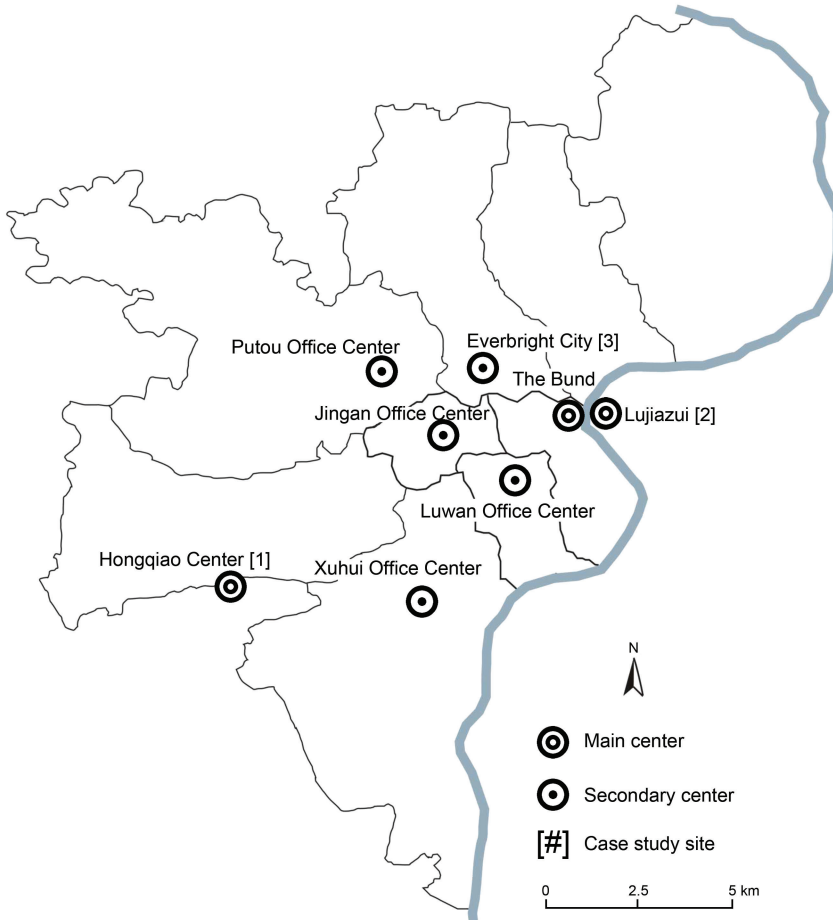 Putou Office Center
Everbright City [3]
The Bund
Jingan Office Center
Lujiazui [2]
Luwan Office Center
Hongqiao Center [1]
Xuhui Office Center
N
Main center
Secondary center
[#] Case study site
0 2.5 5 km